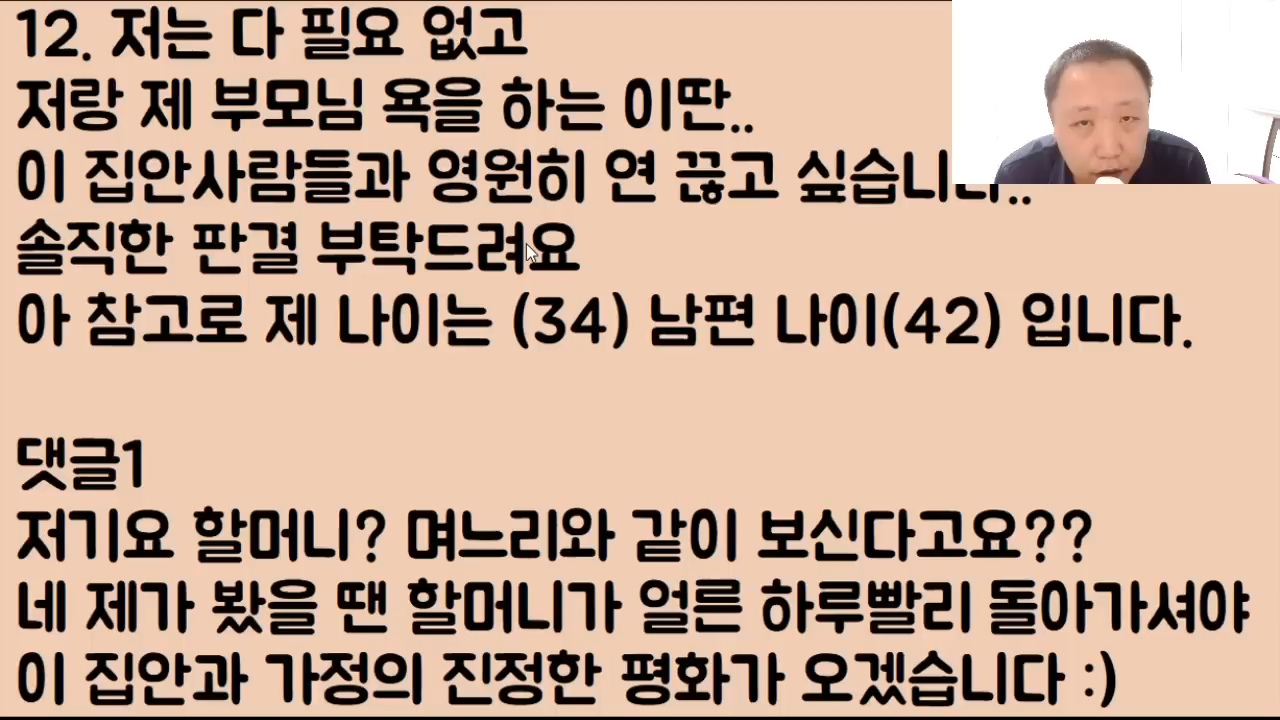 12. 저는 다 필요 없고
저랑 제 부모님 욕을 하는 이딴..
이 집안사람들과 영원히 연 끊고 싶습니다..
솔직한 판결 부탁드려요
아 참고로 제 나이는 (34) 남편 나이(42) 입니다.
댓글1
저기요 할머니? 며느리와 같이 보신다고요??
네 제가 봤을 땐 할머니가 얼른 하루빨리 돌아가셔야
이 집안과 가정의 진정한 평화가 오겠습니다 :)